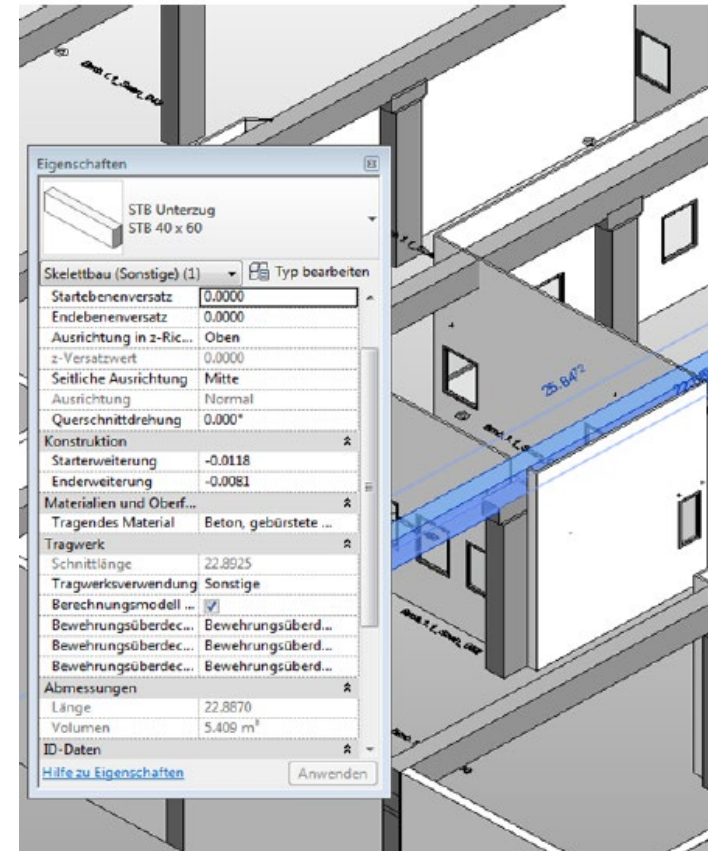 Eigenschaften
STB Unterzug
STB 40 x 60
Skelettbau (Sonstige) (1)
Typ bearbeiten
Startebenenversatz 0.0000
Endebenenversatz 0.0000
Ausrichtung in z-Ric... Oben
z-Versatzwert 0.0000
Seitliche Ausrichtung Mitte
Ausrichtung Normal
Querschnittdrehung 0.000°
Konstruktion
Starterweiterung -0.0118
Enderweiterung -0.0081
Materialien und Oberf...
Tragendes Material Beton, gebürstete ...
Tragwerk
Schnittlänge 22.8925
Tragwerksverwendung Sonstige
Berechnungsmodell ...
Bewehrungsüberdec... Bewehrungsüberd...
Bewehrungsüberdec... Bewehrungsüberd...
Bewehrungsüberdec... Bewehrungsüberd...
Abmessungen
Länge 22.8870
Volumen 5.409 m³
ID-Daten
Hilfe zu Eigenschaften
Anwenden
25.84⁷²